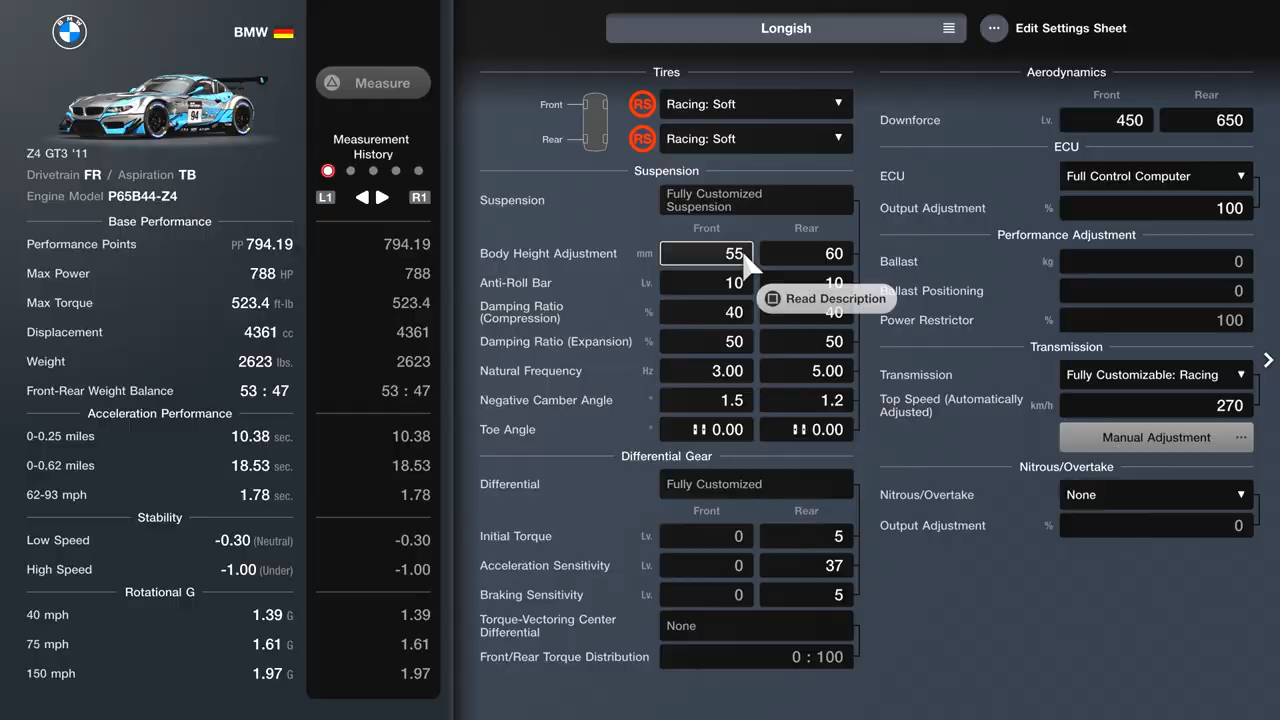 BMW
Longish
Edit Settings Sheet
Measure
Measurement
History
L1
R1
Z4 GT3 '11
Drivetrain FR / Aspiration TB
Engine Model P65B44-Z4
Base Performance
Performance Points PP 794.19 794.19
Max Power 788 HP 788
Max Torque 523.4 ft-lb 523.4
Displacement 4361 cc 4361
Weight 2623 lbs. 2623
Front-Rear Weight Balance 53 : 47 53 : 47
Acceleration Performance
0-0.25 miles 10.38 sec. 10.38
0-0.62 miles 18.53 sec. 18.53
62-93 mph 1.78 sec. 1.78
Stability
Low Speed -0.30 (Neutral) -0.30
High Speed -1.00 (Under) -1.00
Rotational G
40 mph 1.39 G 1.39
75 mph 1.61 G 1.61
150 mph 1.97 G 1.97
Tires
Front RS Racing: Soft
Rear RS Racing: Soft
Suspension
Suspension Fully Customized
Suspension
Front Rear
Body Height Adjustment mm 55 60
Anti-Roll Bar Lv. 10 10
Read Description
Damping Ratio
(Compression) % 40 40
Damping Ratio (Expansion) % 50 50
Natural Frequency Hz 3.00 5.00
Negative Camber Angle ° 1.5 1.2
Toe Angle ° 0.00 0.00
Differential Gear
Differential Fully Customized
Front Rear
Initial Torque Lv. 0 5
Acceleration Sensitivity Lv. 0 37
Braking Sensitivity Lv. 0 5
Torque-Vectoring Center
Differential None
Front/Rear Torque Distribution 0 : 100
Aerodynamics
Front Rear
Downforce Lv. 450 650
ECU
ECU Full Control Computer
Output Adjustment % 100
Performance Adjustment
Ballast kg 0
Ballast Positioning 0
Power Restrictor % 100
Transmission
Transmission Fully Customizable: Racing
Top Speed (Automatically
Adjusted) km/h 270
Manual Adjustment
Nitrous/Overtake
Nitrous/Overtake None
Output Adjustment % 0
94